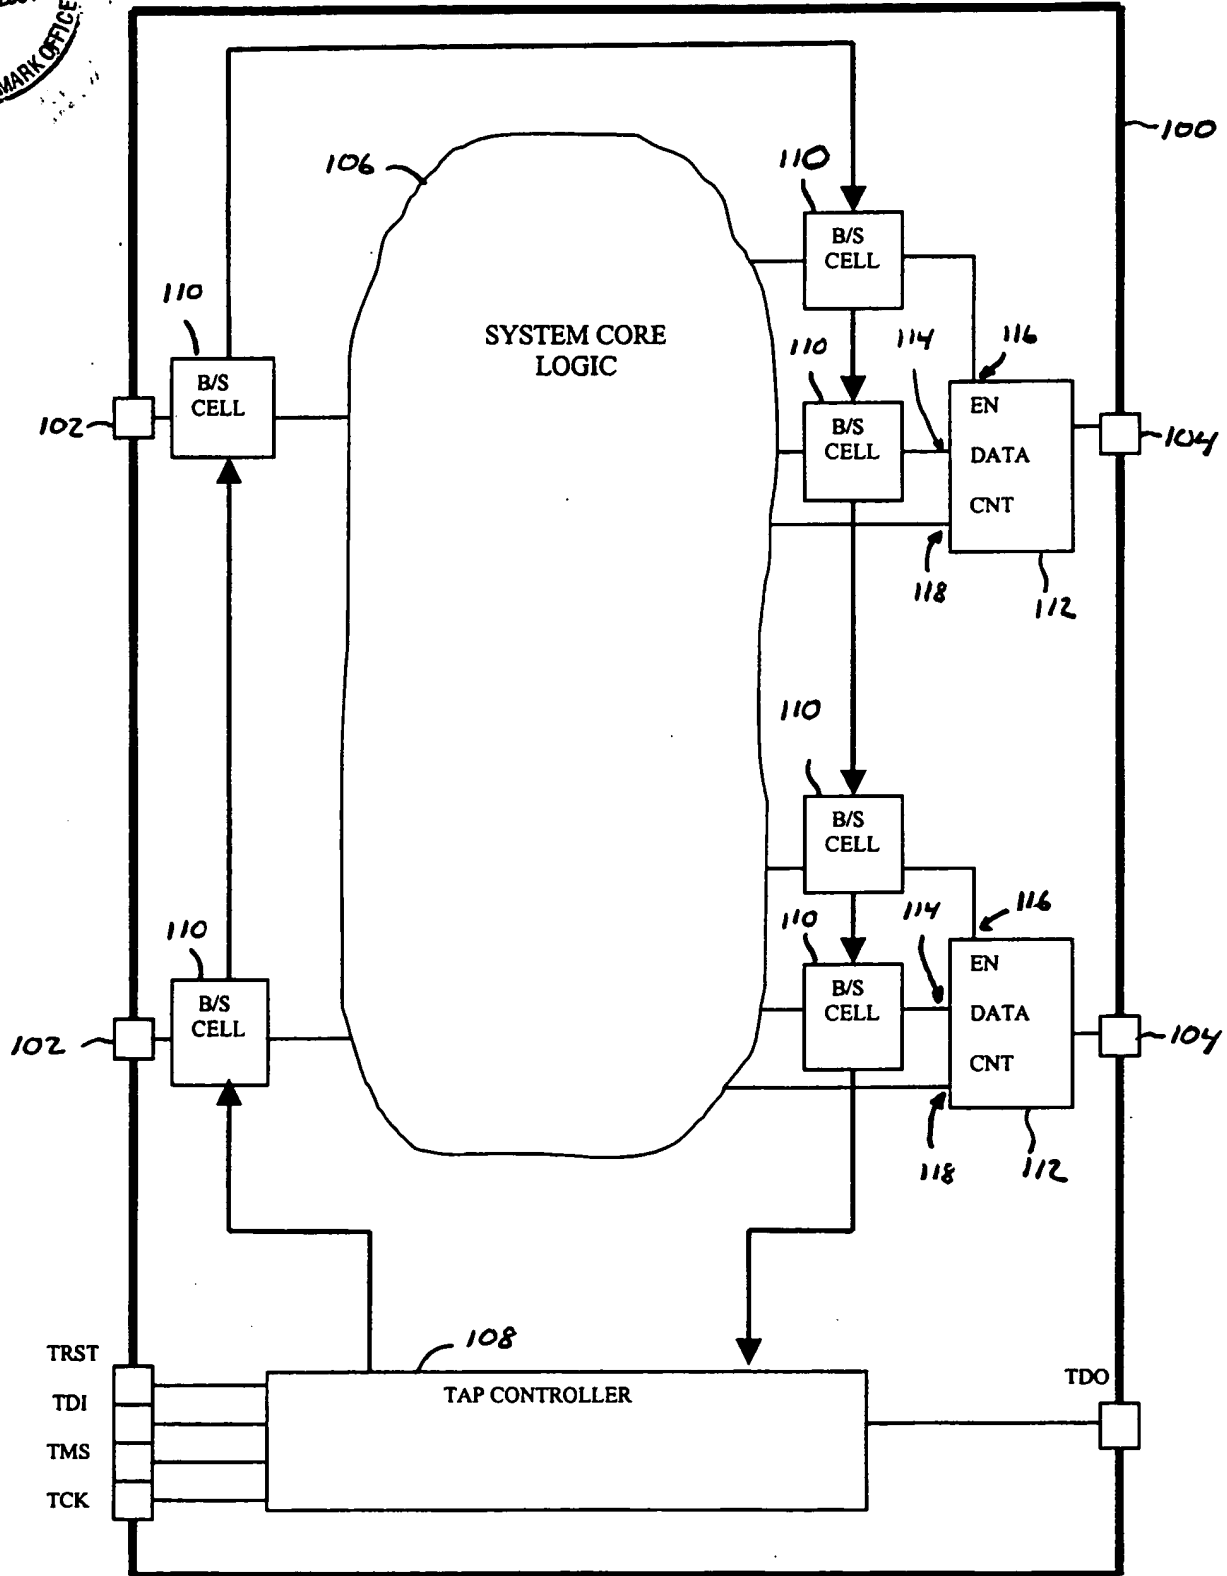 MARK OFFICE
100
106
110
B/S
CELL
SYSTEM CORE
LOGIC
110
B/S
CELL
110
114
116
B/S
CELL
EN
DATA
CNT
102
104
118
112
110
B/S
CELL
110
B/S
CELL
110
114
116
B/S
CELL
EN
DATA
CNT
102
104
118
112
108
TRST
TDI
TMS
TCK
TAP CONTROLLER
TDO